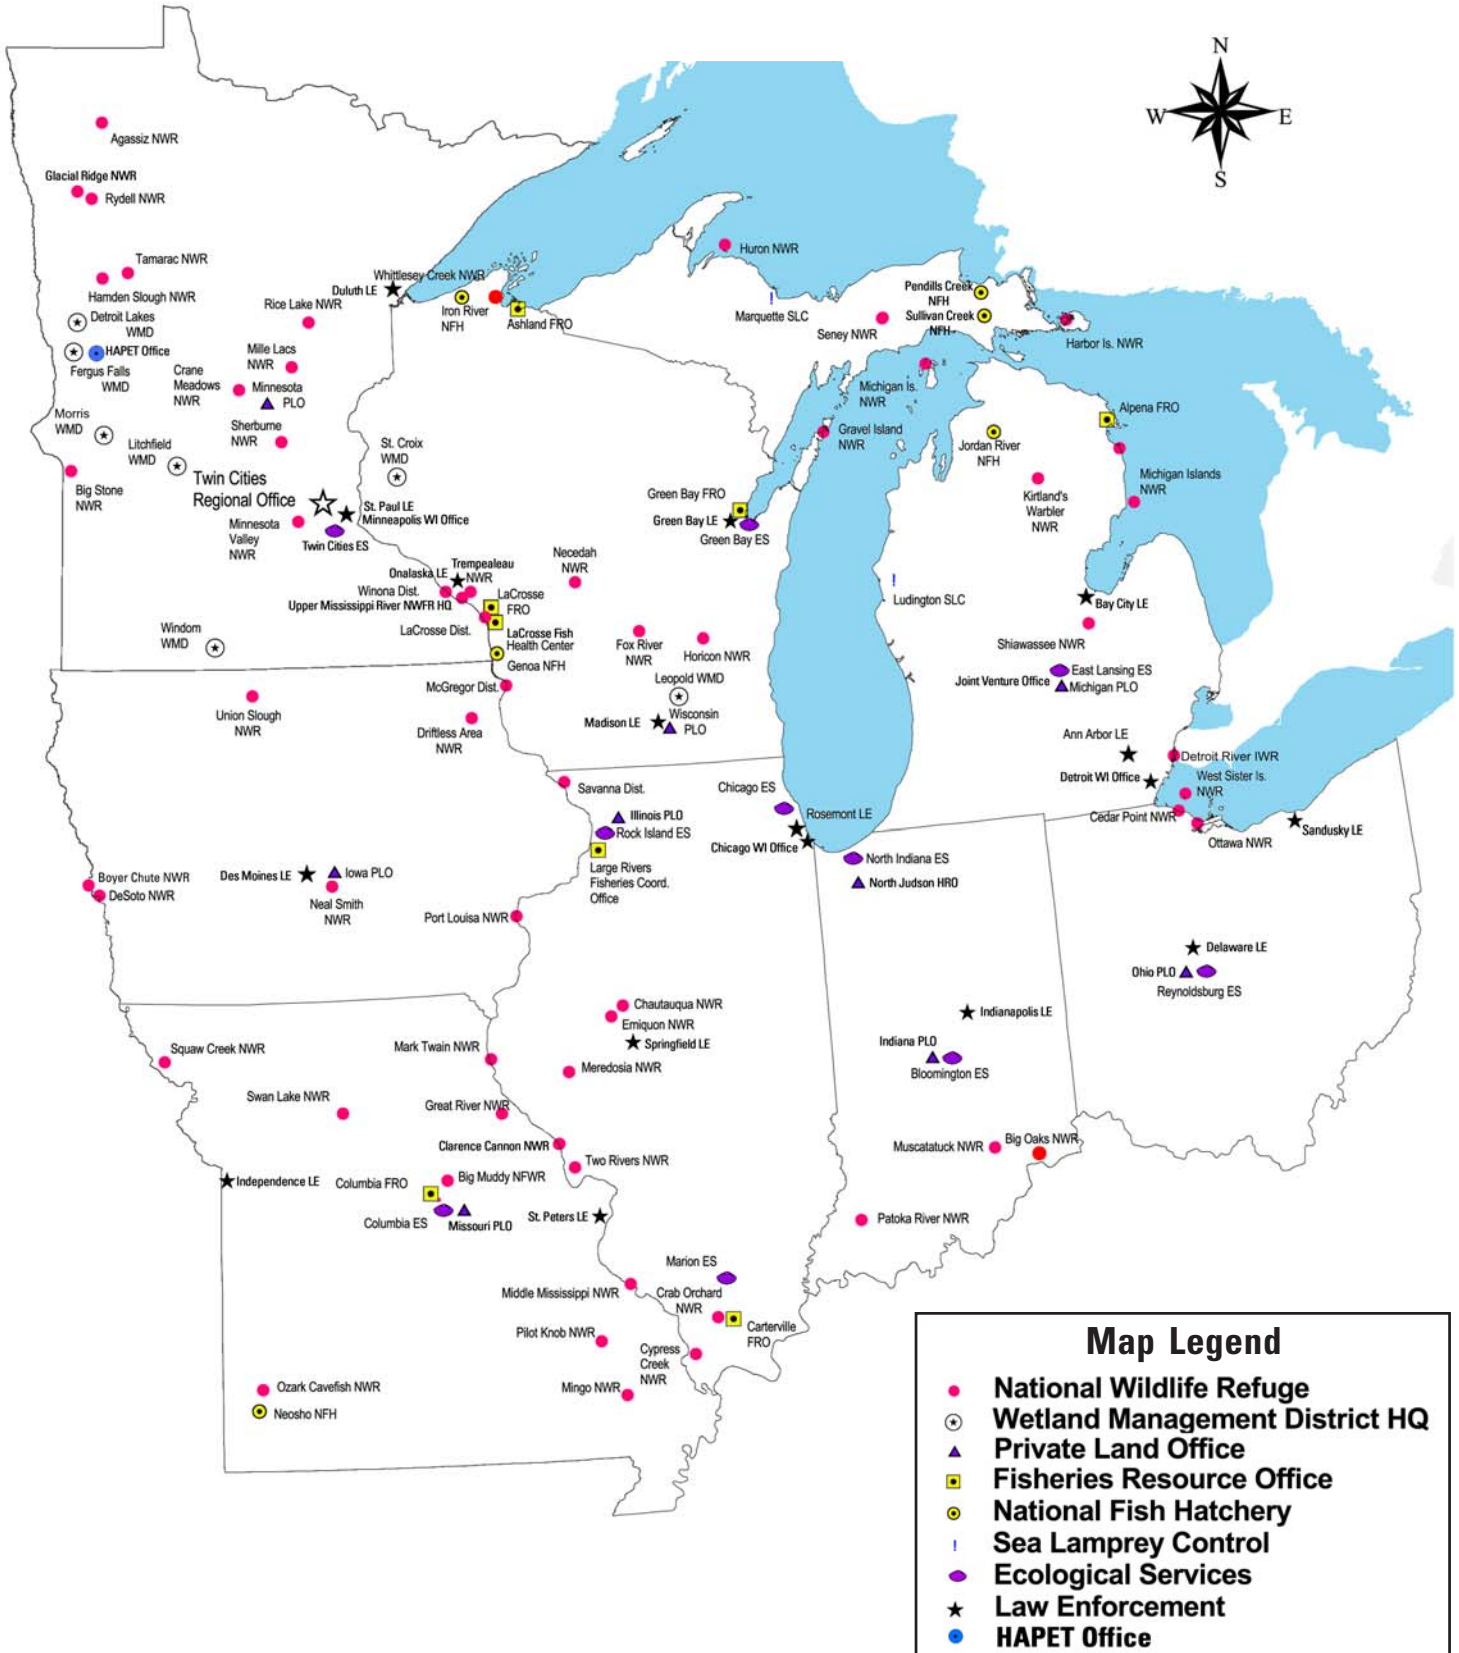 N
W
E
S
Agassiz NWR
Glacial Ridge NWR
Rydell NWR
Tamarac NWR
Hamden Slough NWR
Detroit Lakes
WMD
HAPET Office
Fergus Falls
WMD
Morris
WMD
Litchfield
WMD
Big Stone
NWR
Rice Lake NWR
Mille Lacs
NWR
Crane
Meadows
NWR
Minnesota
PLO
Sherburne
NWR
Twin Cities
Regional Office
St. Paul LE
Minneapolis WI Office
Minnesota
Valley
NWR
Twin Cities ES
Windom
WMD
Duluth LE
Whittlesey Creek NWR
Iron River
NFH
Ashland FRO
St. Croix
WMD
Huron NWR
Marquette SLC
Seney NWR
Pendills Creek
NFH
Sullivan Creek
NFH
Harbor Is. NWR
Michigan Is.
NWR
Gravel Island
NWR
Jordan River
NFH
Alpena FRO
Michigan Islands
NWR
Kirtland's
Warbler
NWR
Green Bay FRO
Green Bay LE
Green Bay ES
Ludington SLC
Bay City LE
Shiawassee NWR
East Lansing ES
Joint Venture Office
Michigan PLO
Ann Arbor LE
Detroit River IWR
Detroit WI Office
West Sister Is.
NWR
Cedar Point NWR
Ottawa NWR
Sandusky LE
Necedah
NWR
Trempealeau
NWR
Onalaska LE
Winona Dist.
Upper Mississippi River NWFR HQ
LaCrosse
FRO
LaCrosse Dist.
LaCrosse Fish
Health Center
Genoa NFH
McGregor Dist.
Fox River
NWR
Horicon NWR
Leopold WMD
Madison LE
Wisconsin
PLO
Union Slough
NWR
Driftless Area
NWR
Savanna Dist.
Illinois PLO
Rock Island ES
Large Rivers
Fisheries Coord.
Office
Chicago ES
Rosemont LE
Chicago WI Office
North Indiana ES
North Judson HRO
Boyer Chute NWR
DeSoto NWR
Des Moines LE
Iowa PLO
Neal Smith
NWR
Port Louisa NWR
Delaware LE
Ohio PLO
Reynoldsburg ES
Chautauqua NWR
Emiquon NWR
Springfield LE
Meredosia NWR
Indianapolis LE
Indiana PLO
Bloomington ES
Squaw Creek NWR
Swan Lake NWR
Mark Twain NWR
Great River NWR
Clarence Cannon NWR
Two Rivers NWR
Muscatatuck NWR
Big Oaks NWR
Patoka River NWR
Independence LE
Columbia FRO
Big Muddy NFWR
Columbia ES
Missouri PLO
St. Peters LE
Marion ES
Middle Mississippi NWR
Crab Orchard
NWR
Carterville
FRO
Pilot Knob NWR
Cypress
Creek
NWR
Mingo NWR
Ozark Cavefish NWR
Neosho NFH
Map Legend
National Wildlife Refuge
Wetland Management District HQ
Private Land Office
Fisheries Resource Office
National Fish Hatchery
! Sea Lamprey Control
Ecological Services
Law Enforcement
HAPET Office